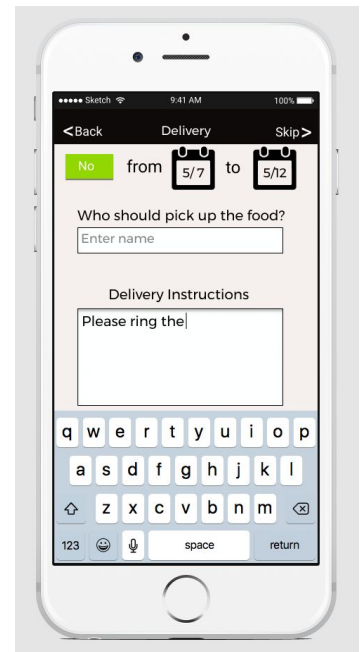 Sketch 9:41 AM 100%
<Back Delivery Skip>
No from 5/7 to 5/12
Who should pick up the food?
Enter name
Delivery Instructions
Please ring the
q w e r t y u i o p
a s d f g h j k l
z x c v b n m
123 space return